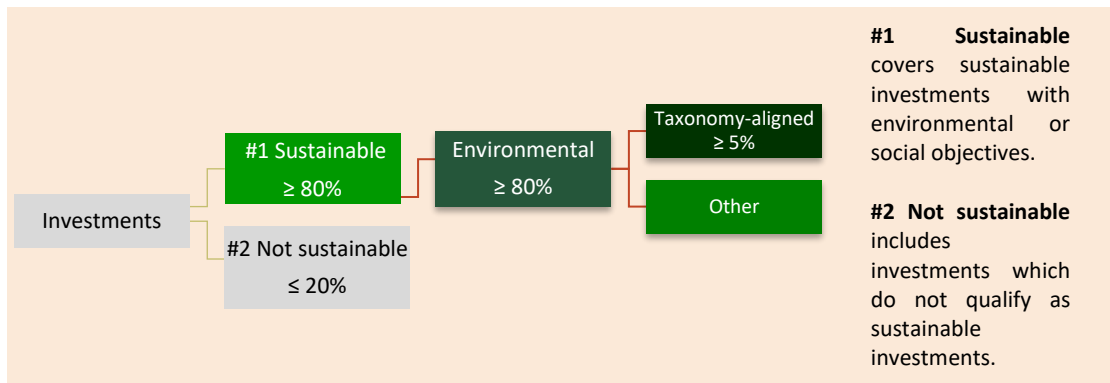 Investments
#1 Sustainable
≥ 80%
#2 Not sustainable
≤ 20%
Environmental
≥ 80%
Taxonomy-aligned
≥ 5%
Other
#1 Sustainable
covers sustainable
investments with
environmental or
social objectives.
#2 Not sustainable
includes
investments which
do not qualify as
sustainable
investments.